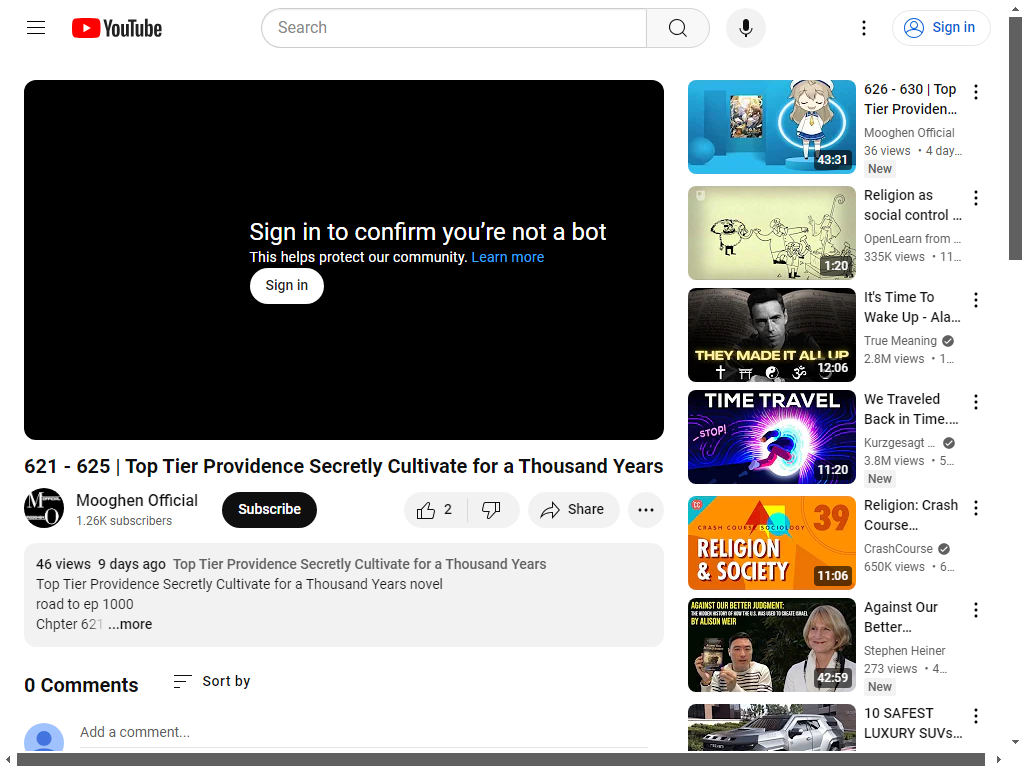 YouTube
Search
Sign in
Sign in to confirm you're not a bot
This helps protect our community. Learn more
Sign in
621 - 625 | Top Tier Providence Secretly Cultivate for a Thousand Years
Mooghen Official
1.26K subscribers
Subscribe
2
Share
46 views 9 days ago Top Tier Providence Secretly Cultivate for a Thousand Years
Top Tier Providence Secretly Cultivate for a Thousand Years novel
road to ep 1000
Chpter 621 ...more
0 Comments
Sort by
Add a comment...
43:31
626 - 630 | Top
Tier Providen...
Mooghen Official
36 views • 4 day...
New
1:20
Religion as
social control ...
OpenLearn from ...
335K views • 11...
THEY MADE IT ALL UP
12:06
It's Time To
Wake Up - Ala...
True Meaning
2.8M views • 1...
TIME TRAVEL
STOP!
11:20
We Traveled
Back in Time....
Kurzgesagt ...
3.8M views • 5...
New
CC
CRASH COURSE SOCIOLOGY
39
RELIGION
& SOCIETY
11:06
Religion: Crash
Course...
CrashCourse
650K views • 6...
AGAINST OUR BETTER JUDGMENT:
THE HIDDEN HISTORY OF HOW THE U.S. WAS USED TO CREATE ISRAEL
BY ALISON WEIR
42:59
Against Our
Better...
Stephen Heiner
273 views • 4...
New
10 SAFEST
LUXURY SUVs...